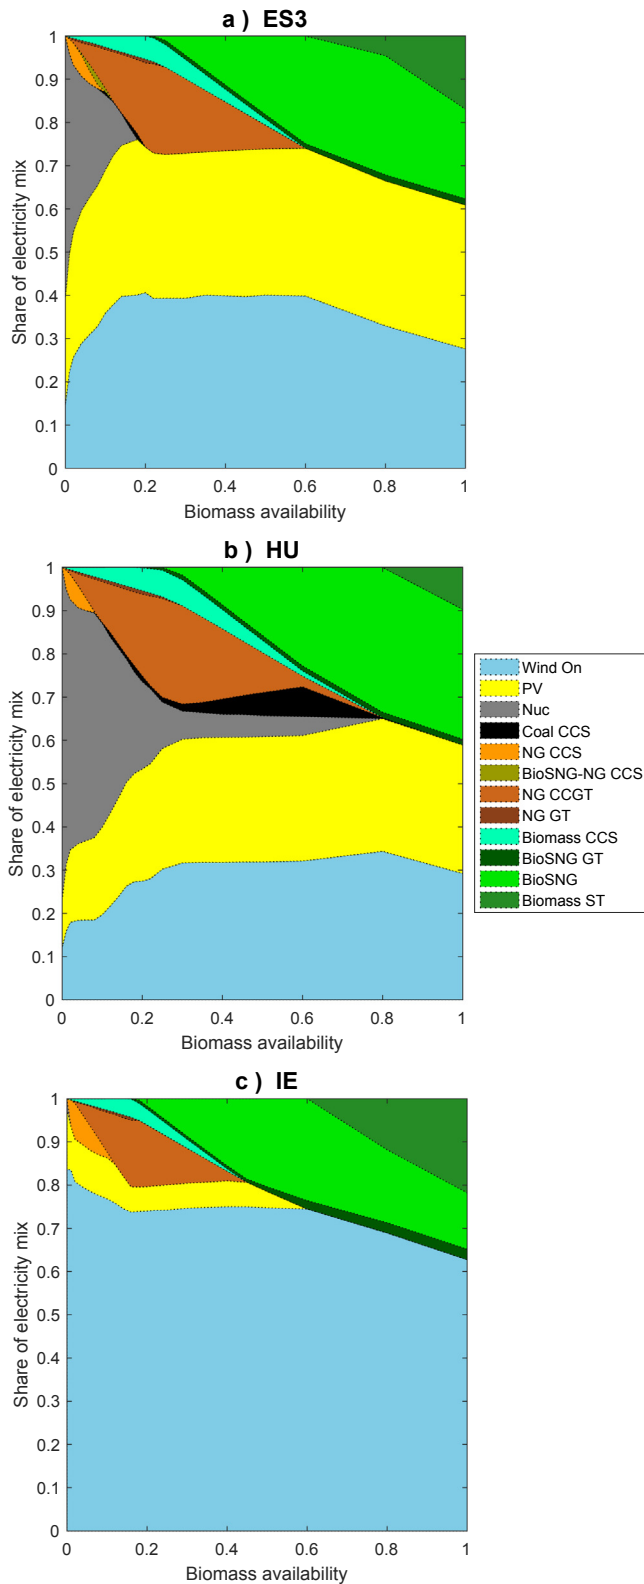 a ) ES3
1
0.9
0.8
0.7
0.6
0.5
0.4
0.3
0.2
0.1
0
Share of electricity mix
0 0.2 0.4 0.6 0.8 1
Biomass availability
b ) HU
1
0.9
0.8
0.7
0.6
0.5
0.4
0.3
0.2
0.1
0
Share of electricity mix
0 0.2 0.4 0.6 0.8 1
Biomass availability
Wind On
PV
Nuc
Coal CCS
NG CCS
BioSNG-NG CCS
NG CCGT
NG GT
Biomass CCS
BioSNG GT
BioSNG
Biomass ST
c ) IE
1
0.9
0.8
0.7
0.6
0.5
0.4
0.3
0.2
0.1
0
Share of electricity mix
0 0.2 0.4 0.6 0.8 1
Biomass availability